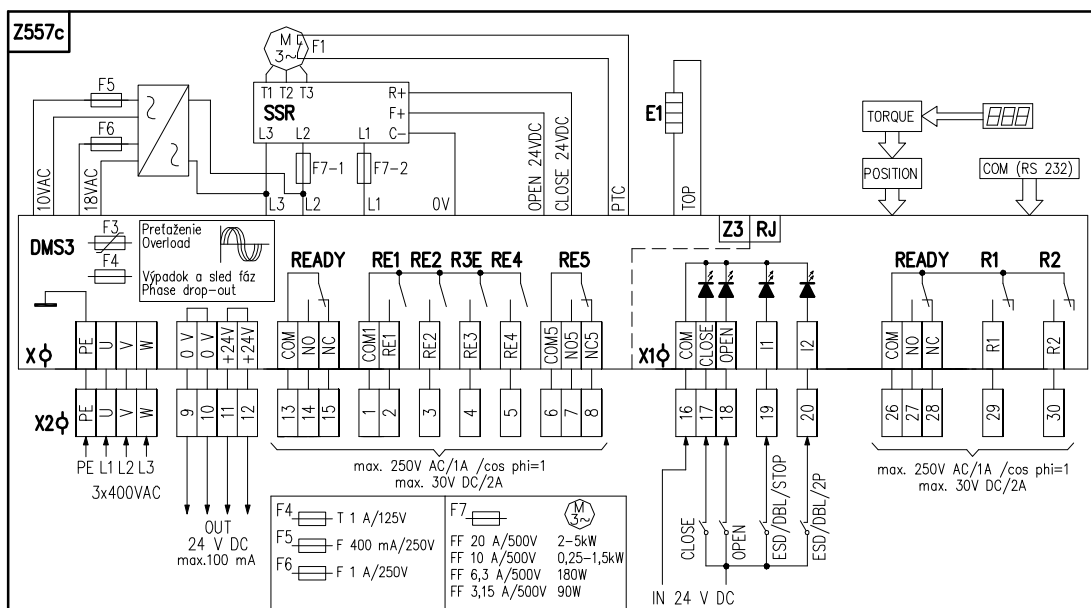 Z557c
M
3~
F1
T1 T2 T3
SSR
R+
F+
C-
L3 L2 L1
F7-1
F7-2
L3
L2
L1
0V
F5
F6
10VAC
18VAC
OPEN 24VDC
CLOSE 24VDC
PTC
E1
TOP
TORQUE
POSITION
COM (RS 232)
DMS3
F3
F4
Preťaženie
Overload
Výpadok a sled fáz
Phase drop-out
READY
RE1
RE2
R3E
RE4
RE5
Z3
RJ
READY
R1
R2
X
PE
U
V
W
0 V
0 V
+24V
+24V
COM
NO
NC
COM1
RE1
RE2
RE3
RE4
COM5
NO5
NC5
X1
COM
CLOSE
OPEN
I1
I2
COM
NO
NC
R1
R2
X2
PE
U
V
W
9
10
11
12
13
14
15
1
2
3
4
5
6
7
8
16
17
18
19
20
26
27
28
29
30
PE L1 L2 L3
3x400VAC
OUT
24 V DC
max.100 mA
max. 250V AC/1A /cos phi=1
max. 30V DC/2A
max. 250V AC/1A /cos phi=1
max. 30V DC/2A
CLOSE
OPEN
ESD/DBL/STOP
ESD/DBL/2P
IN 24 V DC
F4
T 1 A/125V
F5
F 400 mA/250V
F6
F 1 A/250V
F7
M
3~
FF 20 A/500V 2-5kW
FF 10 A/500V 0,25-1,5kW
FF 6,3 A/500V 180W
FF 3,15 A/500V 90W